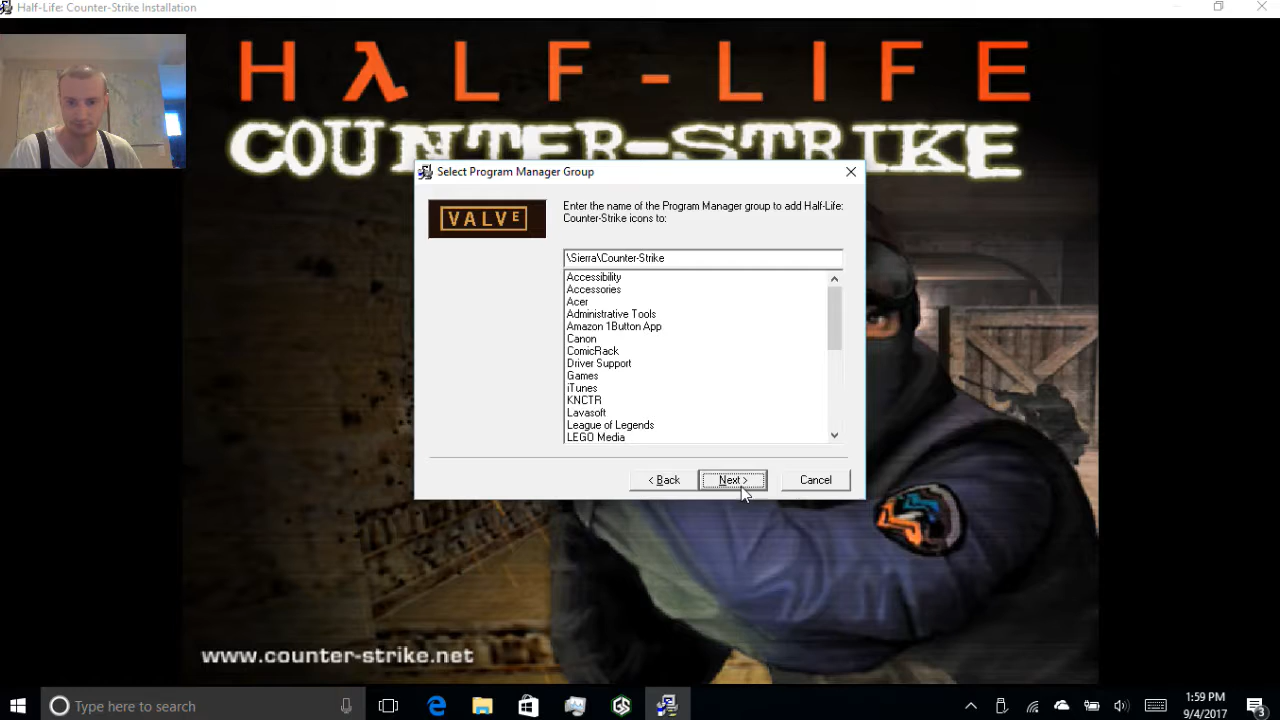 Half-Life: Counter-Strike Installation
HλLF-LIFE
COUNTER-STRIKE
Select Program Manager Group
VALVE
Enter the name of the Program Manager group to add Half-Life:
Counter-Strike icons to:
\Sierra\Counter-Strike
Accessibility
Accessories
Acer
Administrative Tools
Amazon 1Button App
Canon
ComicRack
Driver Support
Games
iTunes
KNCTR
Lavasoft
League of Legends
LEGO Media
< Back
Next >
Cancel
www.counter-strike.net
Type here to search
1:59 PM
9/4/2017
3